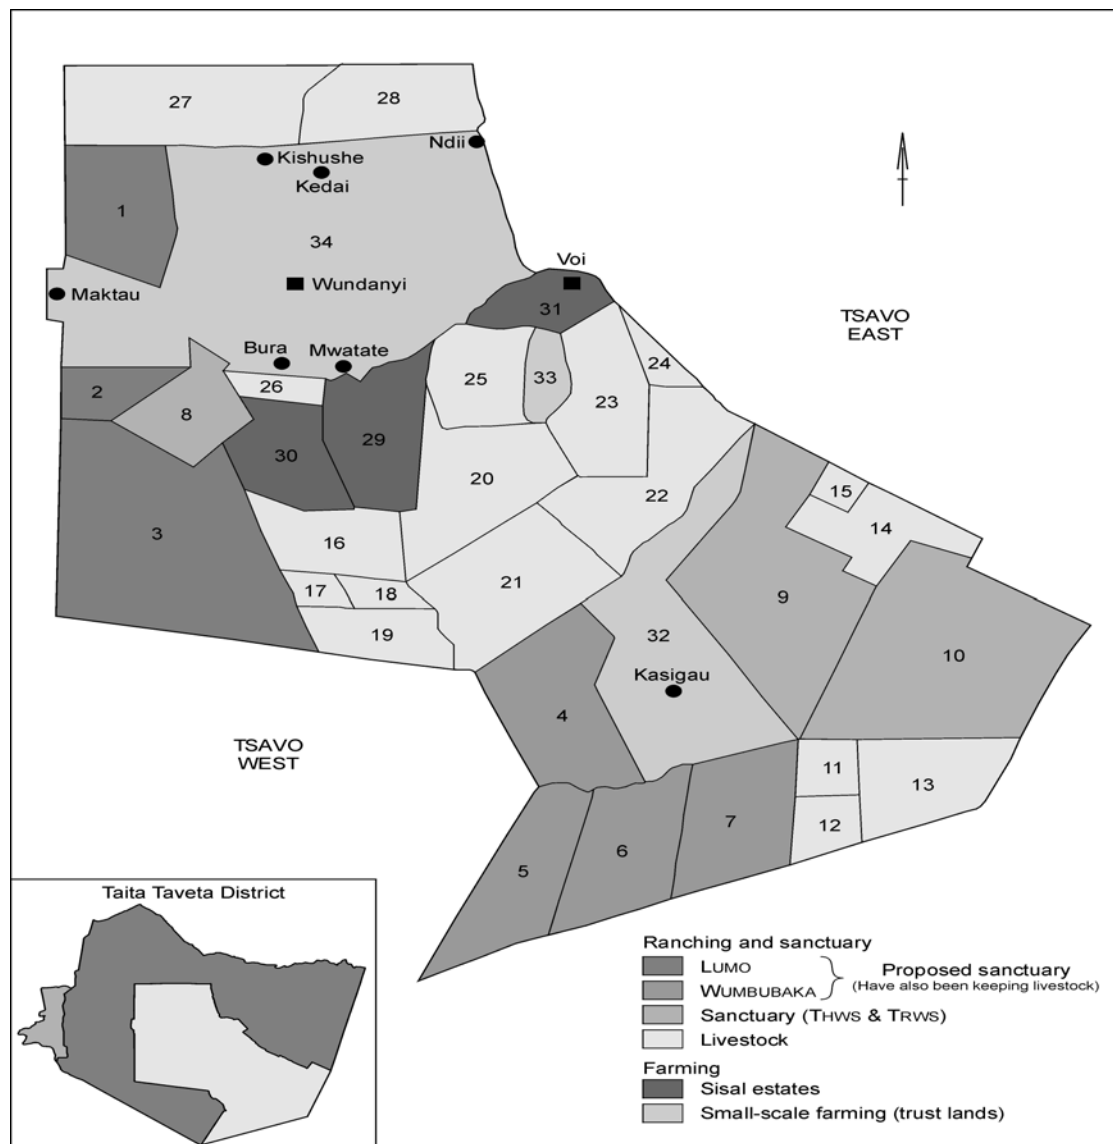 27
28
Ndii
Kishushe
Kedai
1
34
Voi
Wundanyi
Maktau
31
TSAVO
EAST
Bura
Mwatate
24
2
26
25
33
23
8
29
30
20
15
22
14
3
16
21
17
18
9
19
32
10
Kasigau
4
TSAVO
WEST
11
13
7
12
6
5
Taita Taveta District
Ranching and sanctuary
LUMO
WUMBUBAKA
Proposed sanctuary
(Have also been keeping livestock)
Sanctuary (THWS & TRWS)
Livestock
Farming
Sisal estates
Small-scale farming (trust lands)